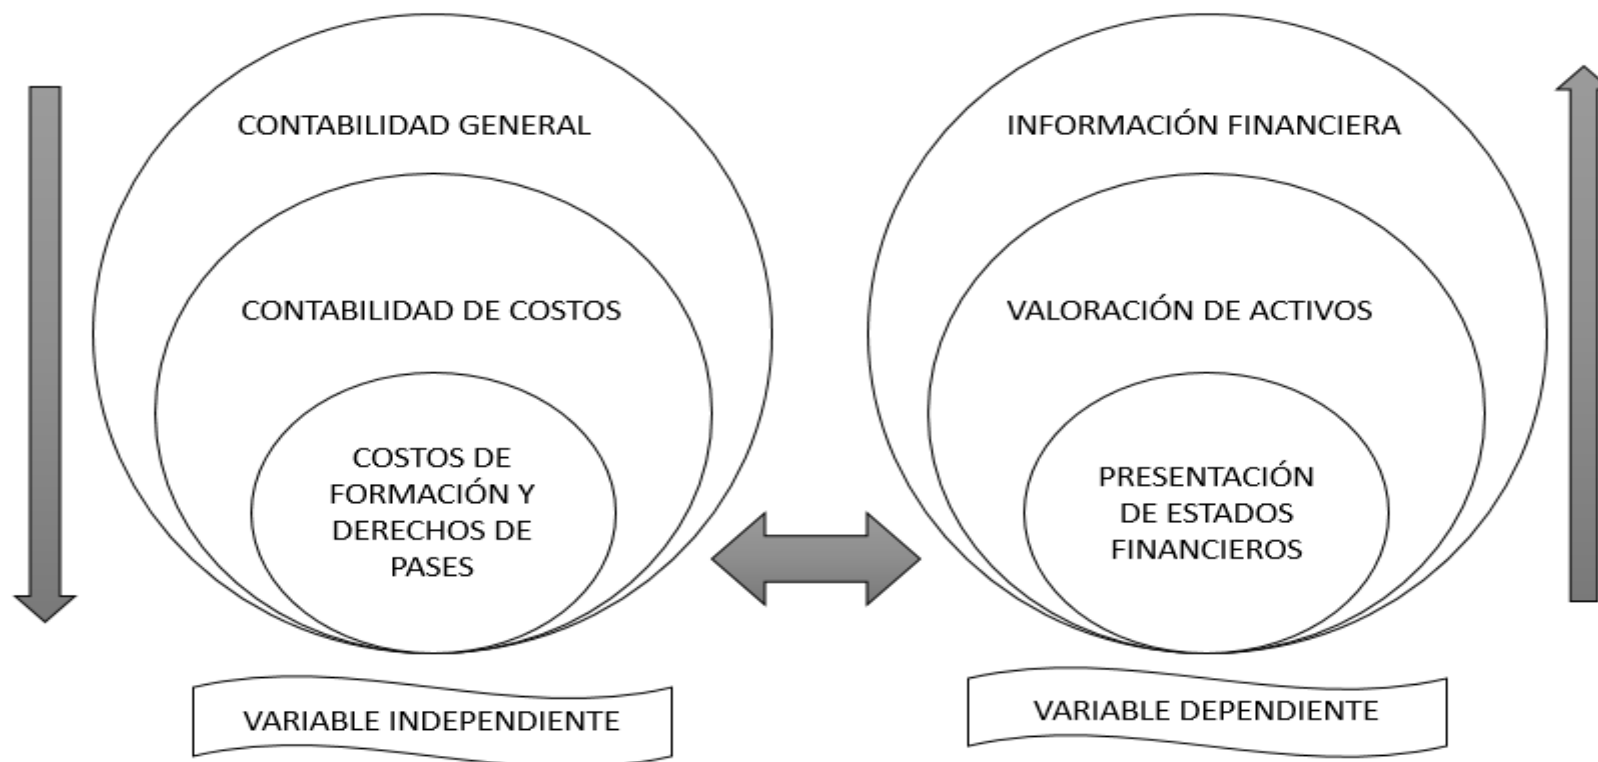 CONTABILIDAD GENERAL
CONTABILIDAD DE COSTOS
COSTOS DE
FORMACIÓN Y
DERECHOS DE
PASES
VARIABLE INDEPENDIENTE
INFORMACIÓN FINANCIERA
VALORACIÓN DE ACTIVOS
PRESENTACIÓN
DE ESTADOS
FINANCIEROS
VARIABLE DEPENDIENTE